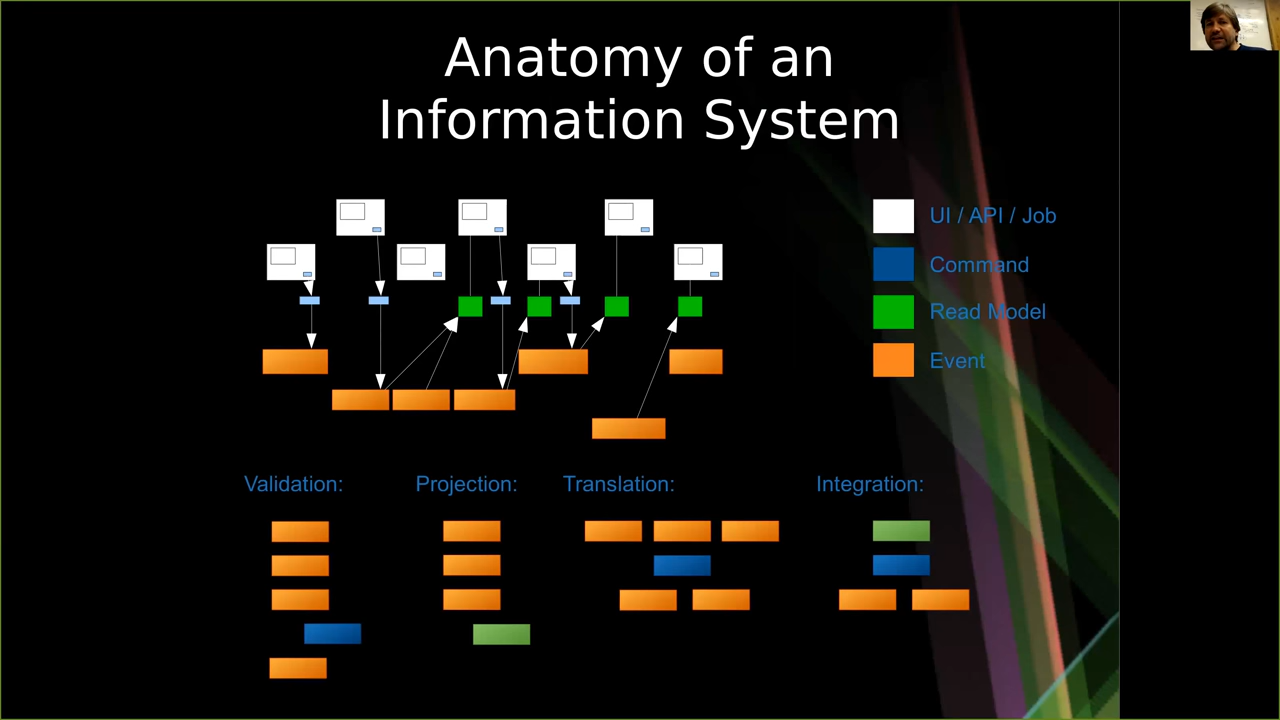 Anatomy of an
Information System
UI / API / Job
Command
Read Model
Event
Validation:
Projection:
Translation:
Integration: